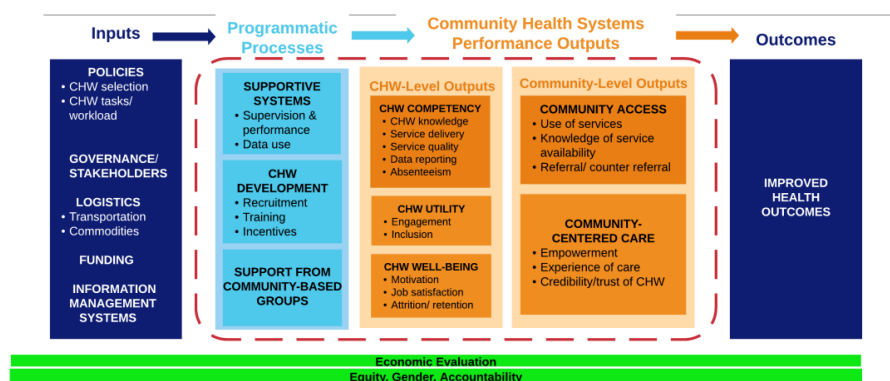 Inputs
Programmatic
Processes
Community Health Systems
Performance Outputs
Outcomes
POLICIES
• CHW selection
• CHW tasks/
workload
GOVERNANCE/
STAKEHOLDERS
LOGISTICS
• Transportation
• Commodities
FUNDING
INFORMATION
MANAGEMENT
SYSTEMS
SUPPORTIVE
SYSTEMS
• Supervision &
performance
• Data use
CHW
DEVELOPMENT
• Recruitment
• Training
• Incentives
SUPPORT FROM
COMMUNITY-BASED
GROUPS
CHW-Level Outputs
CHW COMPETENCY
• CHW knowledge
• Service delivery
• Service quality
• Data reporting
• Absenteeism
CHW UTILITY
• Engagement
• Inclusion
CHW WELL-BEING
• Motivation
• Job satisfaction
• Attrition/ retention
Community-Level Outputs
COMMUNITY ACCESS
• Use of services
• Knowledge of service
availability
• Referral/ counter referral
COMMUNITY-
CENTERED CARE
• Empowerment
• Experience of care
• Credibility/trust of CHW
IMPROVED
HEALTH
OUTCOMES
Economic Evaluation
Equity, Gender, Accountability